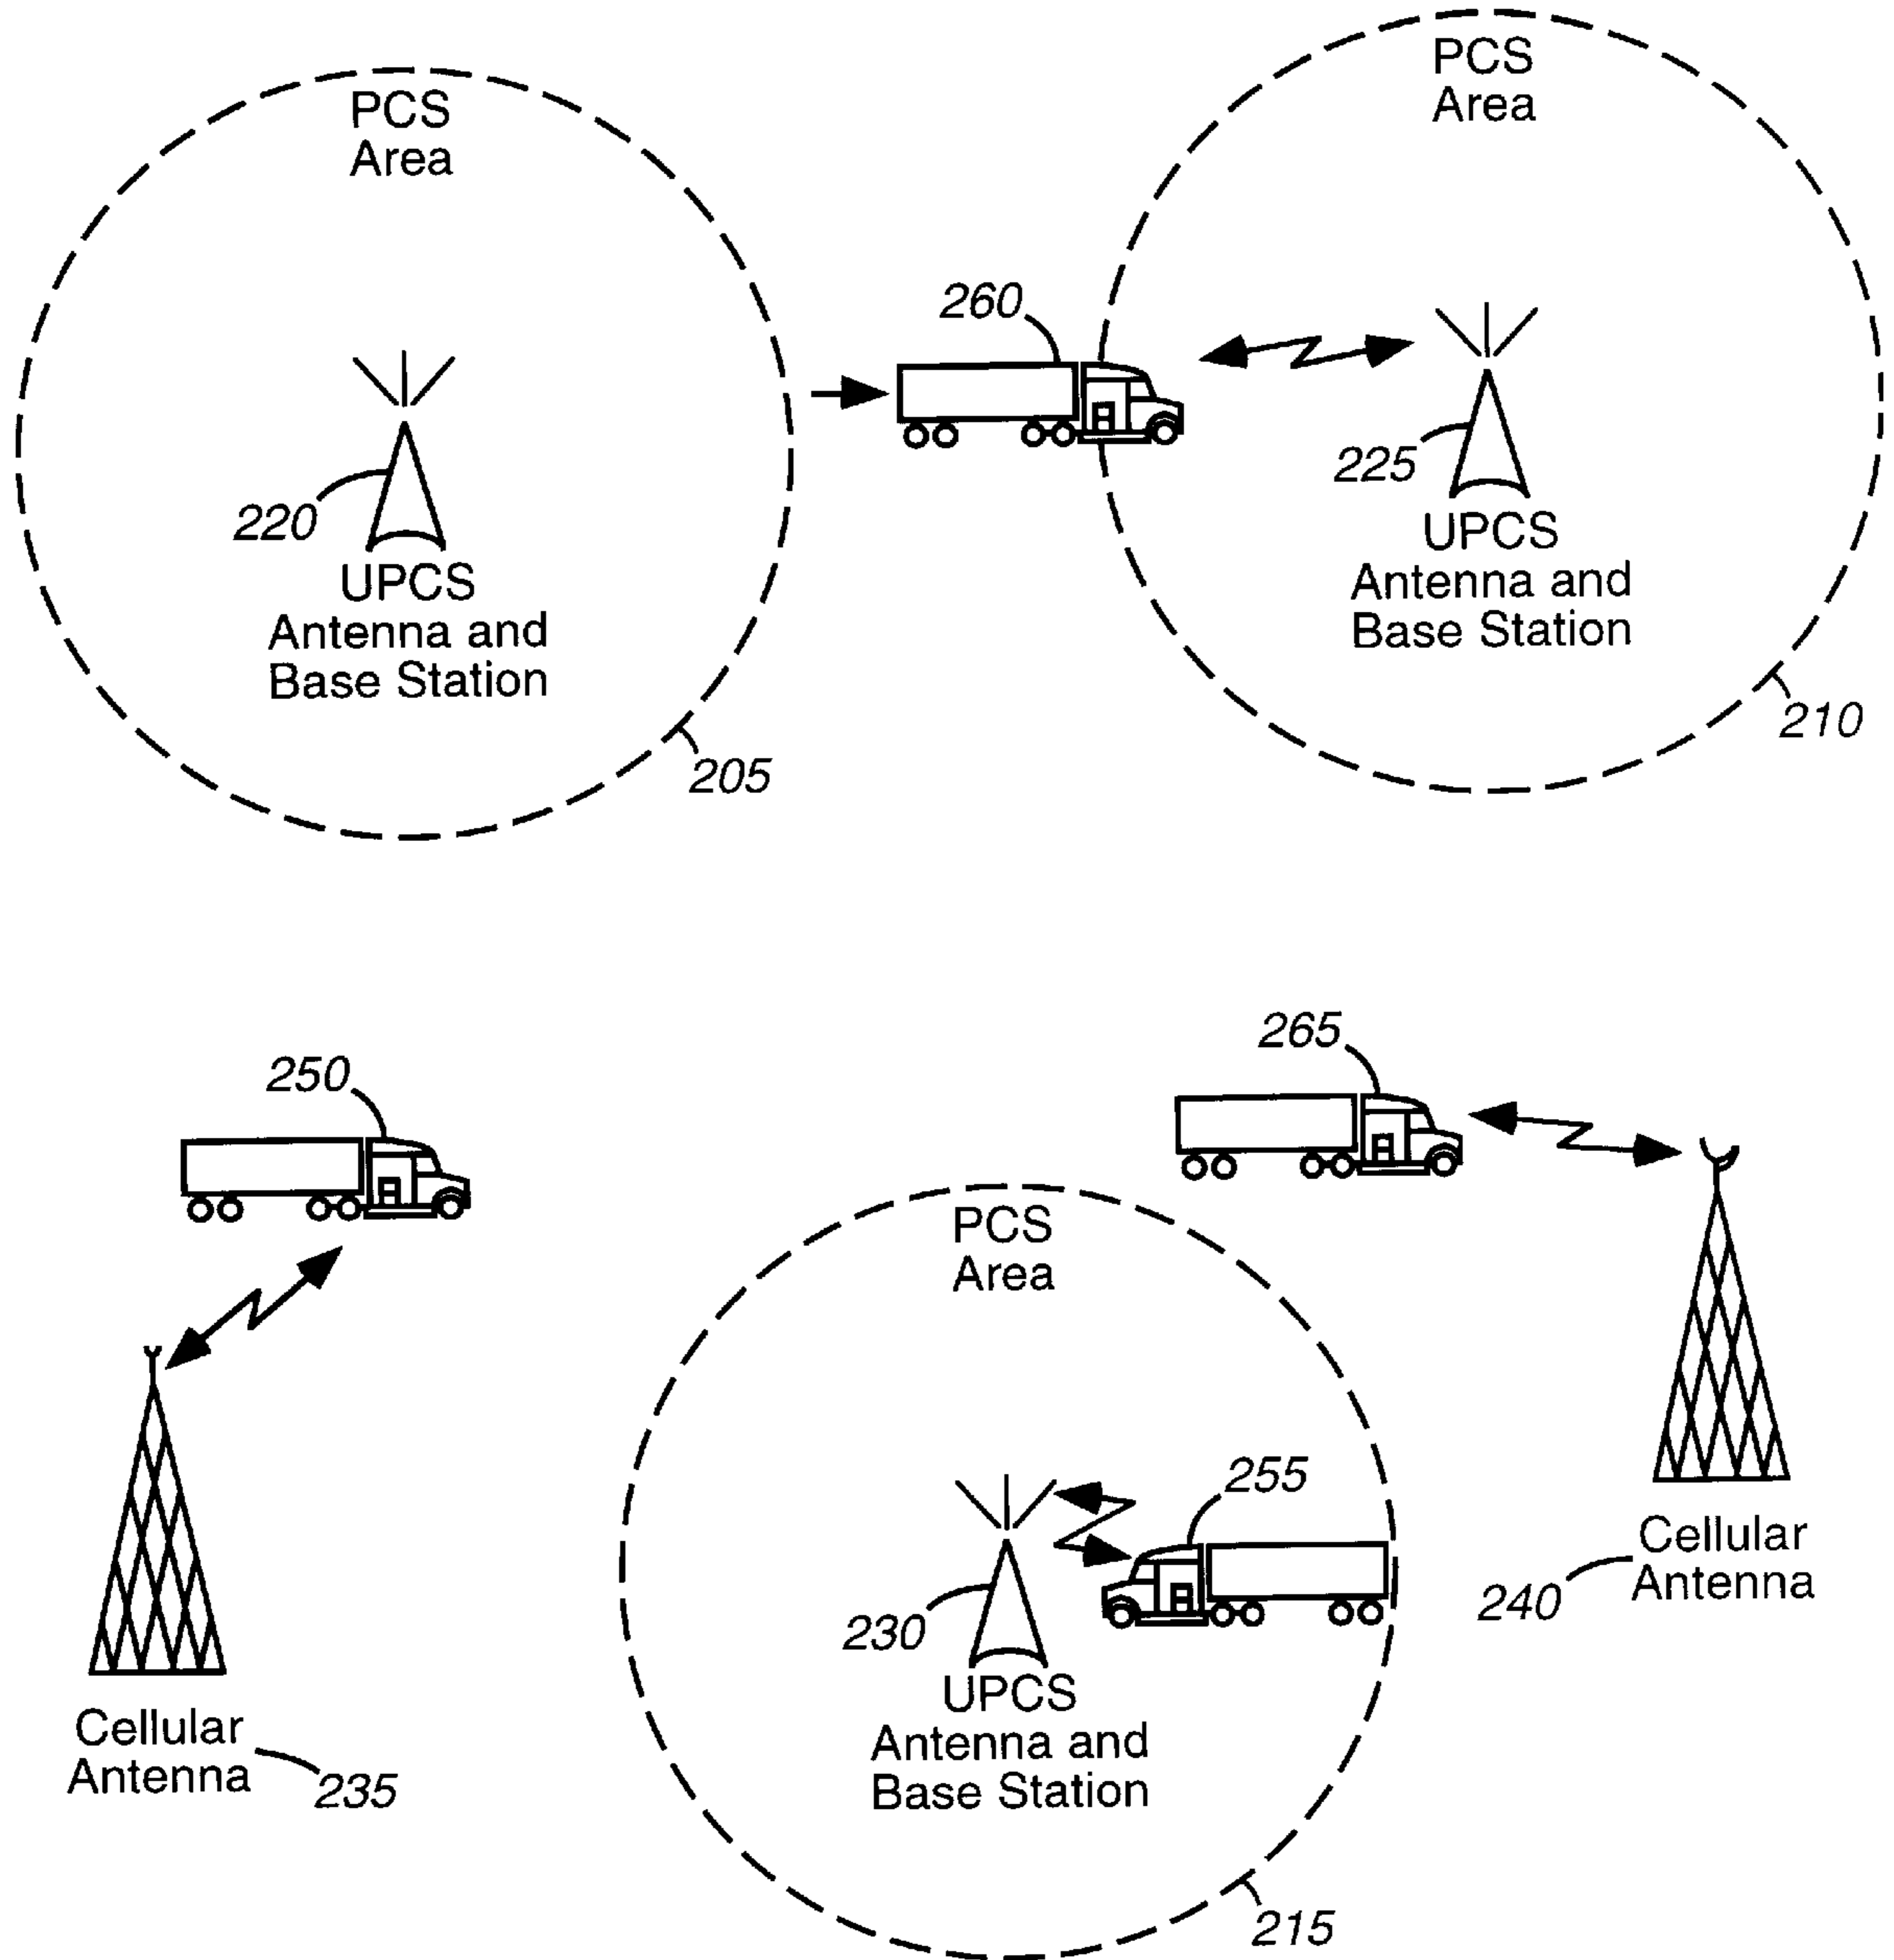 PCS
Area
PCS
Area
260
220
225
UPCS
Antenna and
Base Station
UPCS
Antenna and
Base Station
205
210
250
265
PCS
Area
255
230
240
Cellular
Antenna
UPCS
Antenna and
Base Station
Cellular
Antenna
235
215